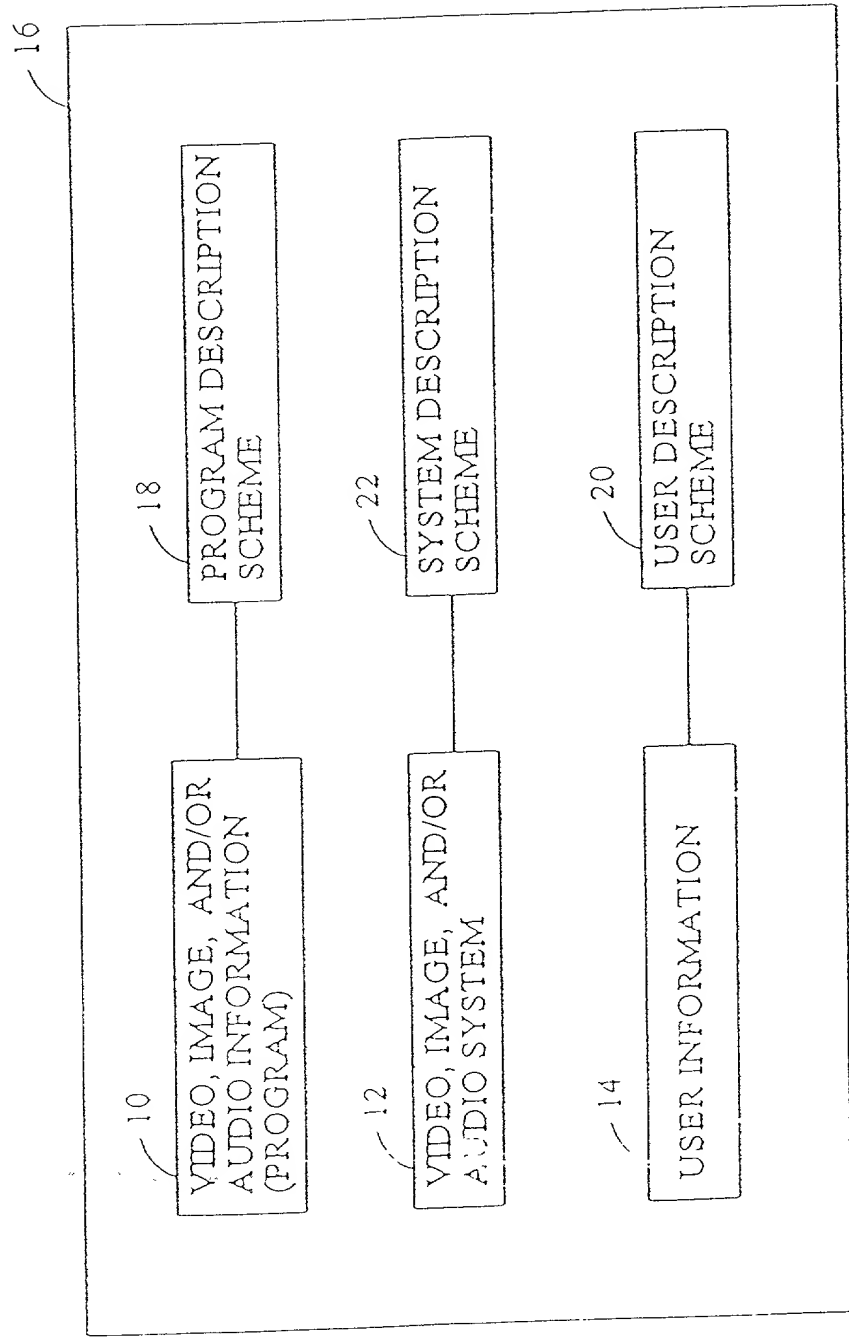 16
10
VIDEO, IMAGE, AND/OR
AUDIO INFORMATION
(PROGRAM)
18
PROGRAM DESCRIPTION
SCHEME
12
VIDEO, IMAGE, AND/OR
AUDIO SYSTEM
22
SYSTEM DESCRIPTION
SCHEME
14
USER INFORMATION
20
USER DESCRIPTION
SCHEME